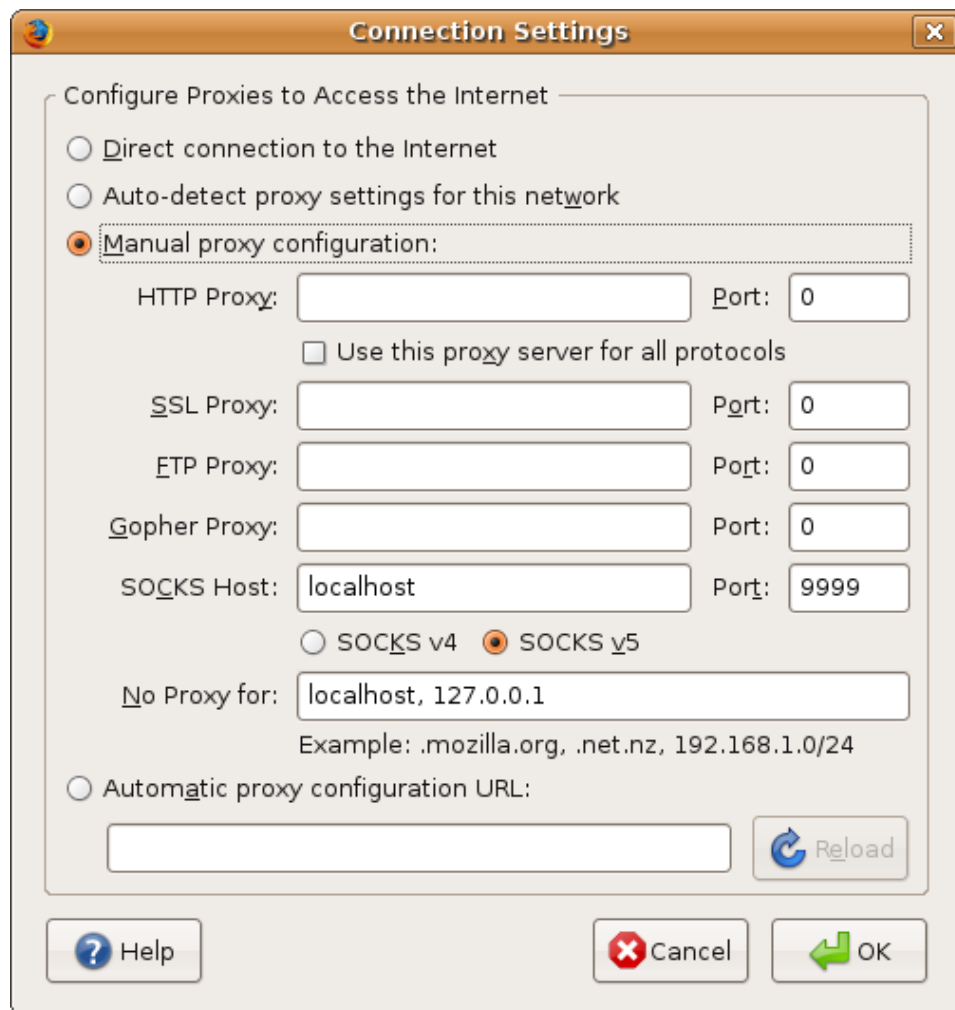 Connection Settings
Configure Proxies to Access the Internet
Direct connection to the Internet
Auto-detect proxy settings for this network
Manual proxy configuration:
HTTP Proxy: Port: 0
Use this proxy server for all protocols
SSL Proxy: Port: 0
FTP Proxy: Port: 0
Gopher Proxy: Port: 0
SOCKS Host: localhost Port: 9999
SOCKS v4 SOCKS v5
No Proxy for: localhost, 127.0.0.1
Example: .mozilla.org, .net.nz, 192.168.1.0/24
Automatic proxy configuration URL:
Reload
Help Cancel OK